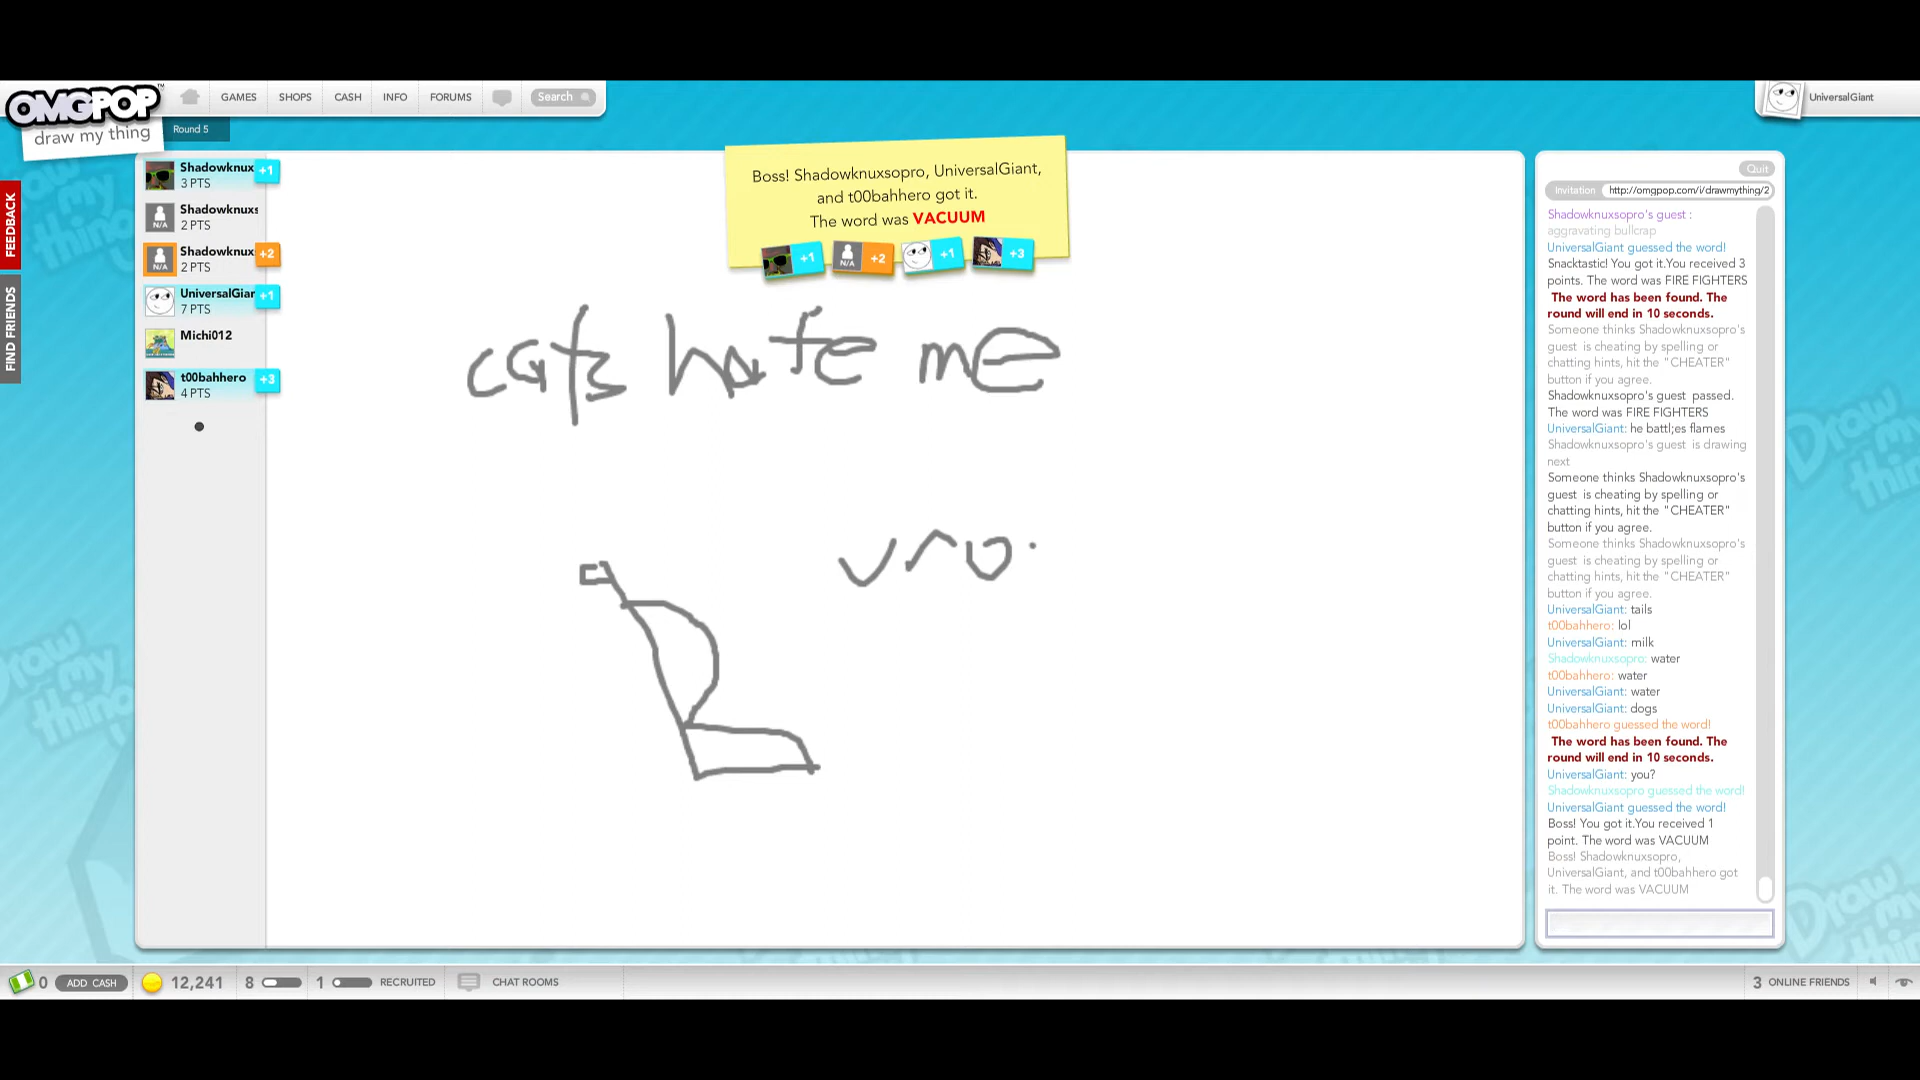 OMGPOP™
draw my thing
GAMES SHOPS CASH INFO FORUMS Search
UniversalGiant
Round 5
FEEDBACK
FIND FRIENDS
Shadowknux +1
3 PTS
Shadowknuxs
N/A 2 PTS
Shadowknux +2
N/A 2 PTS
UniversalGiar +1
7 PTS
Michi012
t00bahhero +3
4 PTS
Boss! Shadowknuxsopro, UniversalGiant,
and t00bahhero got it.
The word was VACUUM
+1 N/A +2 +1 +3
cats hate me
vro.
Quit
Invitation http://omgpop.com/i/drawmything/2
Shadowknuxsopro's guest :
aggravating bullcrap
UniversalGiant guessed the word!
Snacktastic! You got it.You received 3
points. The word was FIRE FIGHTERS
The word has been found. The
round will end in 10 seconds.
Someone thinks Shadowknuxsopro's
guest is cheating by spelling or
chatting hints, hit the "CHEATER"
button if you agree.
Shadowknuxsopro's guest passed.
The word was FIRE FIGHTERS
UniversalGiant: he battl;es flames
Shadowknuxsopro's guest is drawing
next
Someone thinks Shadowknuxsopro's
guest is cheating by spelling or
chatting hints, hit the "CHEATER"
button if you agree.
Someone thinks Shadowknuxsopro's
guest is cheating by spelling or
chatting hints, hit the "CHEATER"
button if you agree.
UniversalGiant: tails
t00bahhero: lol
UniversalGiant: milk
Shadowknuxsopro: water
t00bahhero: water
UniversalGiant: water
UniversalGiant: dogs
t00bahhero guessed the word!
The word has been found. The
round will end in 10 seconds.
UniversalGiant: you?
Shadowknuxsopro guessed the word!
UniversalGiant guessed the word!
Boss! You got it.You received 1
point. The word was VACUUM
Boss! Shadowknuxsopro,
UniversalGiant, and t00bahhero got
it. The word was VACUUM
0 ADD CASH 12,241 8 1 RECRUITED CHAT ROOMS 3 ONLINE FRIENDS